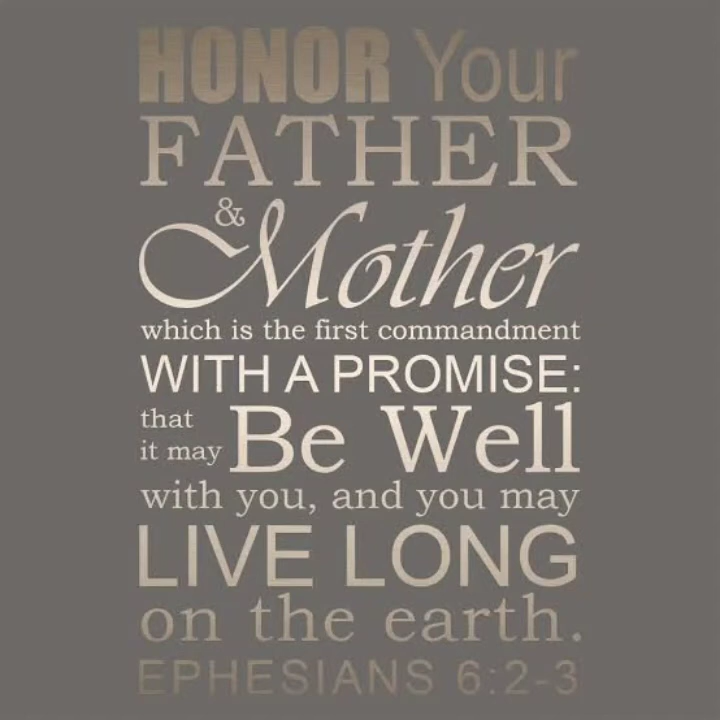 HONOR Your
FATHER
& Mother
which is the first commandment
WITH A PROMISE:
that
it may Be Well
with you, and you may
LIVE LONG
on the earth.
EPHESIANS 6:2-3